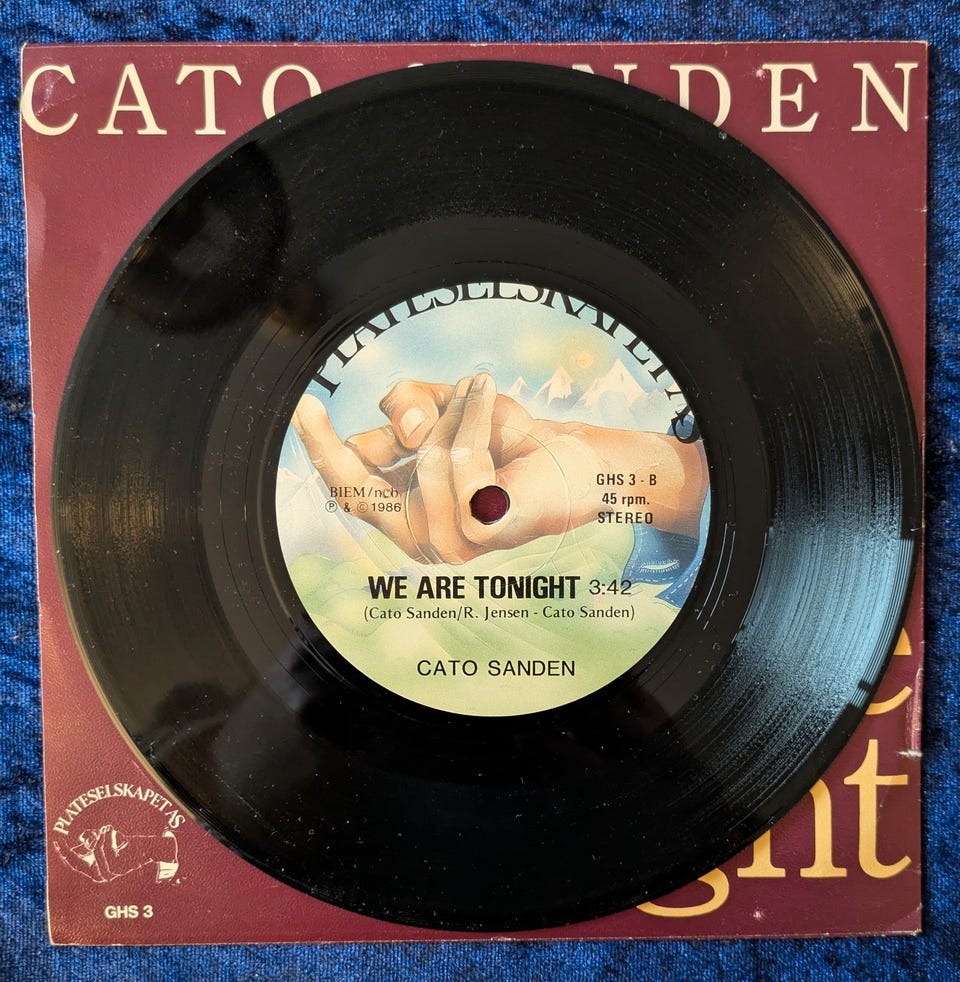 CATO SANDEN
PLATESELSKAPET AS
BIEM/ncb
Ⓟ & © 1986
GHS 3 - B
45 rpm.
STEREO
WE ARE TONIGHT 3:42
(Cato Sanden/R. Jensen - Cato Sanden)
CATO SANDEN
e
ght
PLATESELSKAPET AS
GHS 3